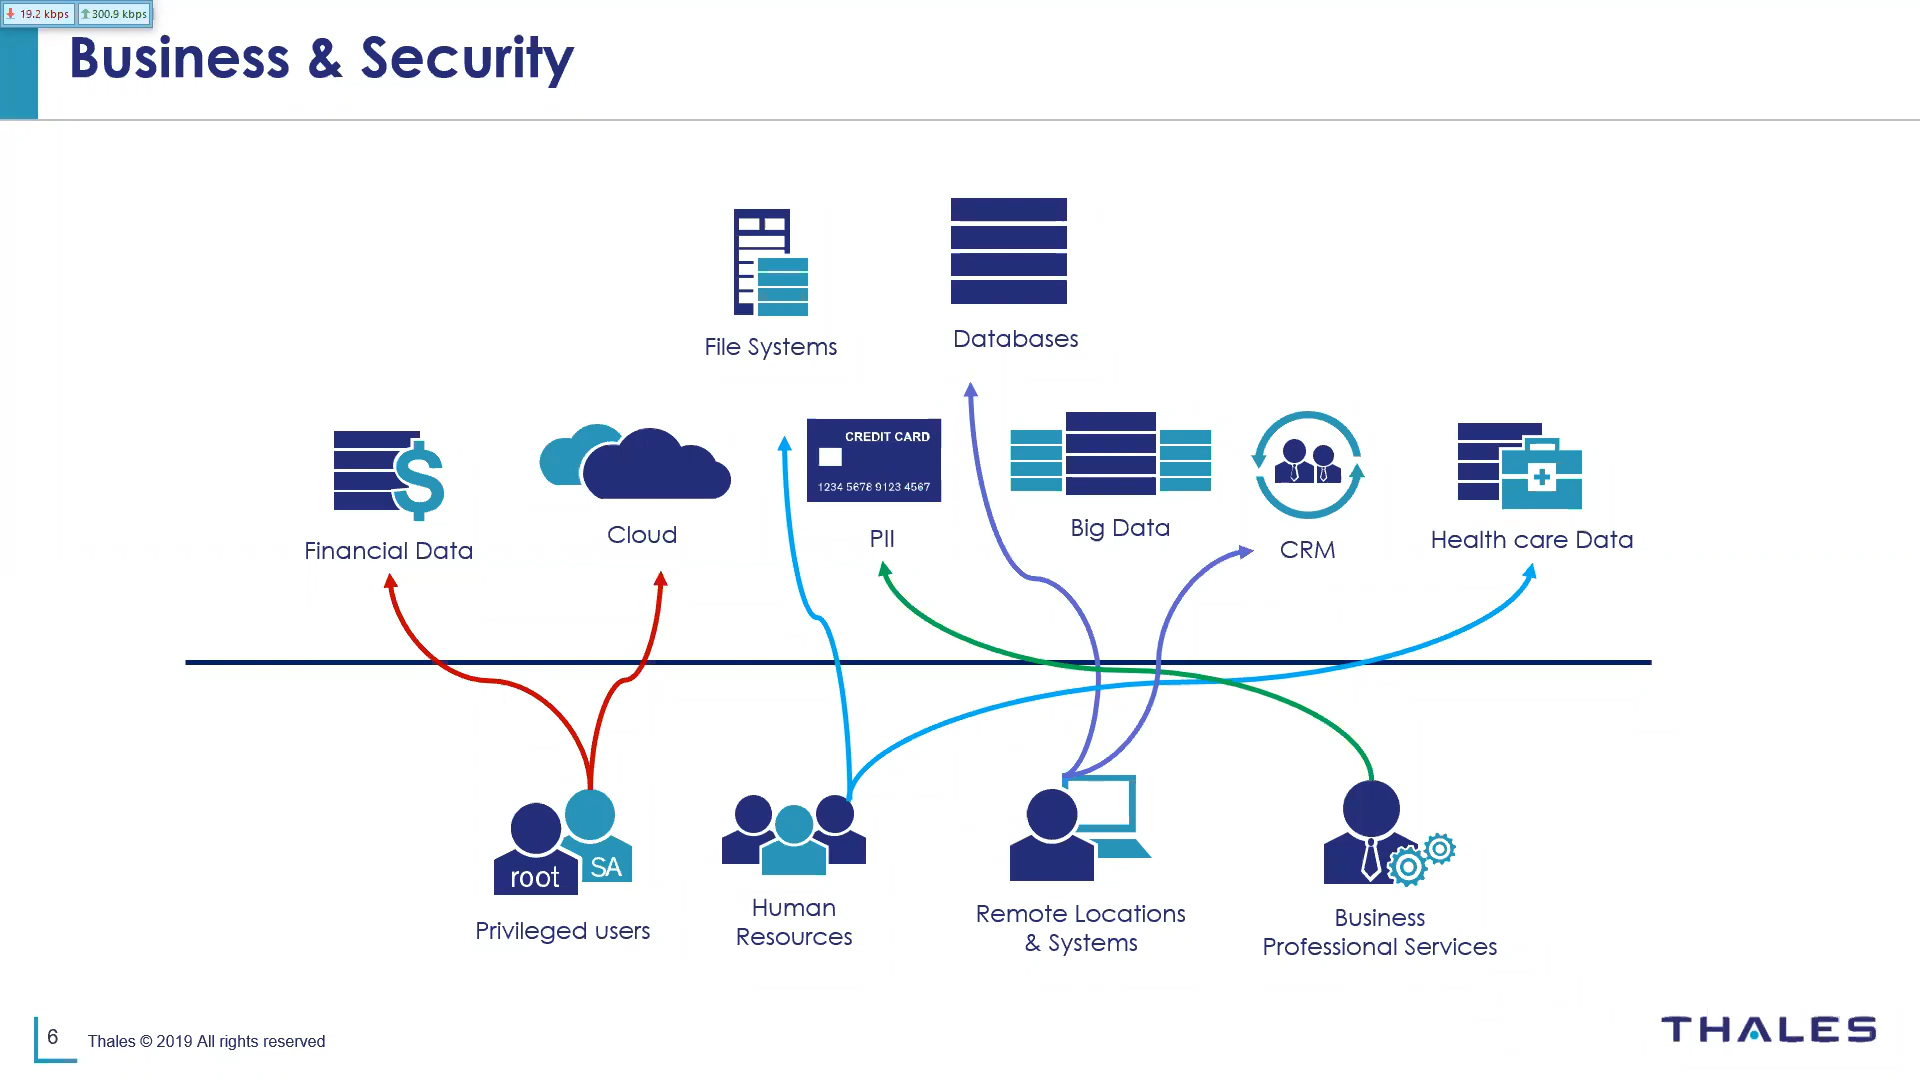 19.2 kbps 300.9 kbps
Business & Security
File Systems
Databases
CREDIT CARD
1234 5678 9123 4567
Financial Data
Cloud
PII
Big Data
CRM
Health care Data
root
SA
Privileged users
Human
Resources
Remote Locations
& Systems
Business
Professional Services
6
Thales © 2019 All rights reserved
THALES